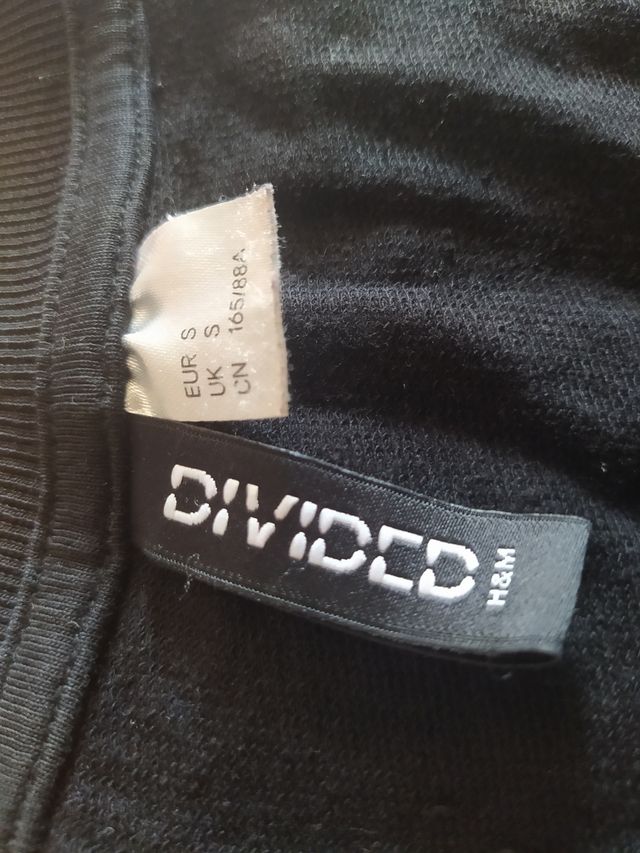 EUR S
UK S
CN 165/88A
DIVIDED
H&M